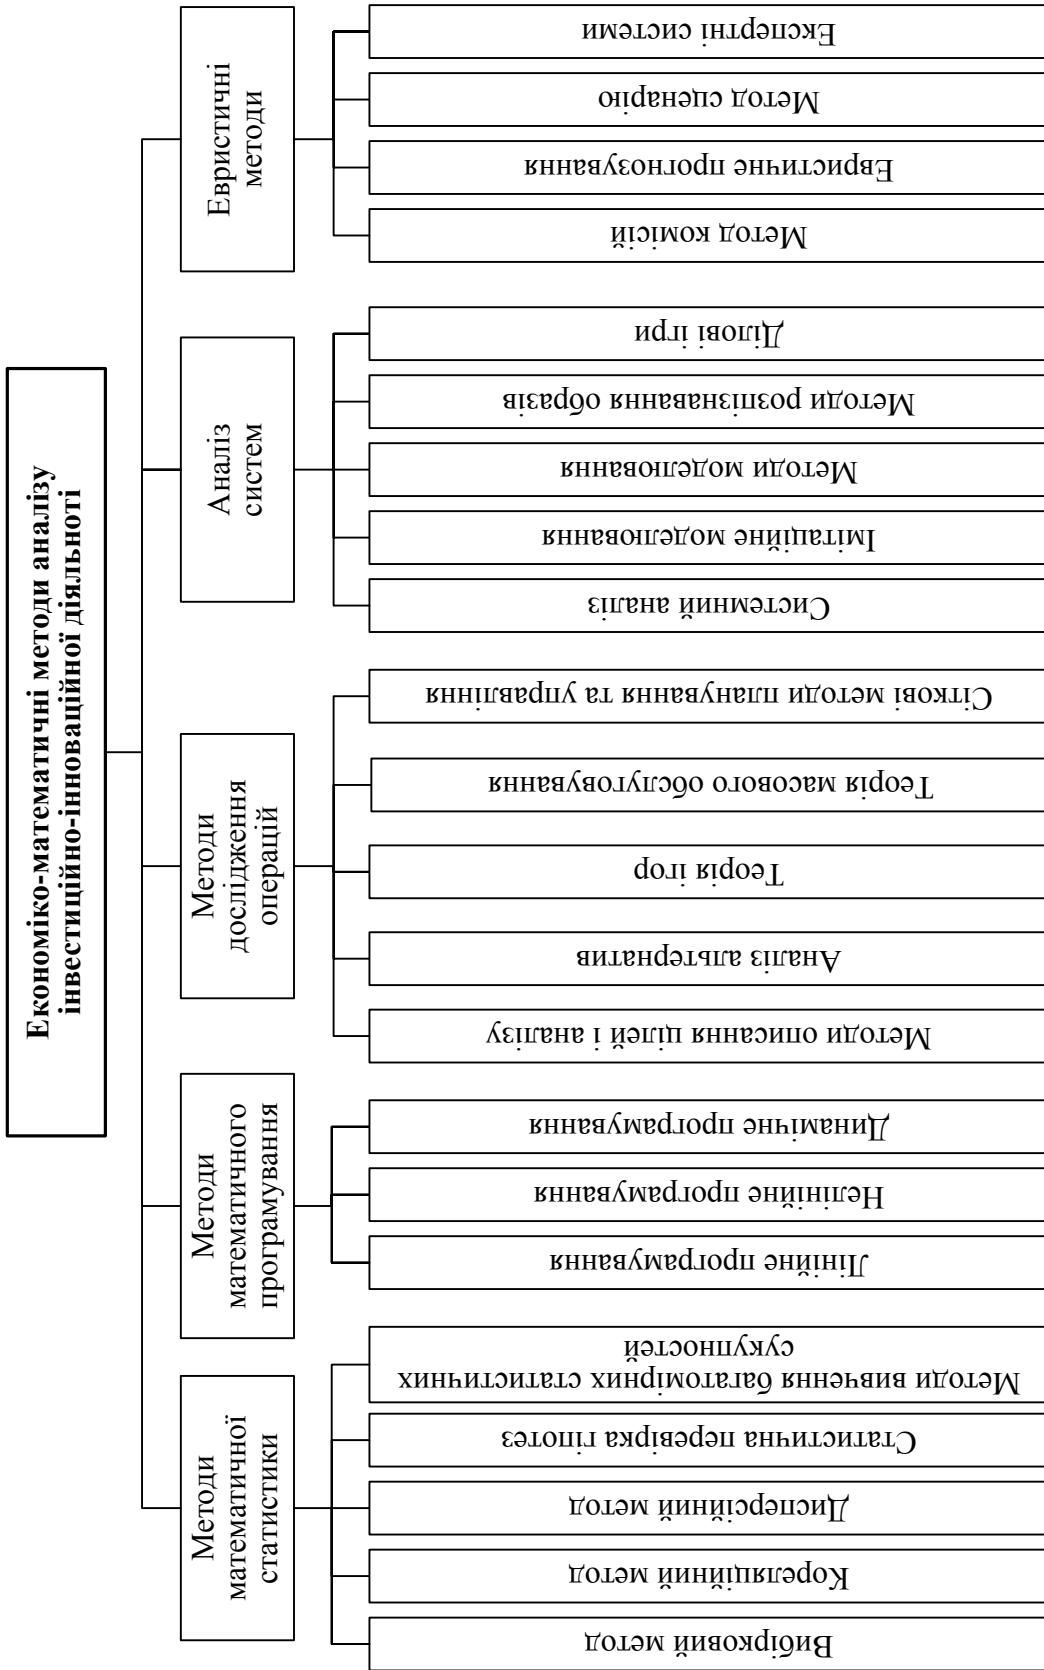 Економіко-математичні методи аналізу
інвестиційно-інноваційної діяльноті
Методи
математичної
статистики
Вибірковий метод
Кореляційний метод
Дисперсійний метод
Статистична перевірка гіпотез
Методи вивчення багатомірних статистичних
сукупностей
Методи
математичного
програмування
Лінійне програмування
Нелінійне програмування
Динамічне програмування
Методи
дослідження
операцій
Методи описання цілей і аналізу
Аналіз альтернатив
Теорія ігор
Теорія масового обслуговування
Сіткові методи планування та управління
Аналіз
систем
Системний аналіз
Імітаційне моделювання
Методи моделювання
Методи розпізнавання образів
Ділові ігри
Евристичні
методи
Метод комісій
Евристичне прогнозування
Метод сценарію
Експертні системи